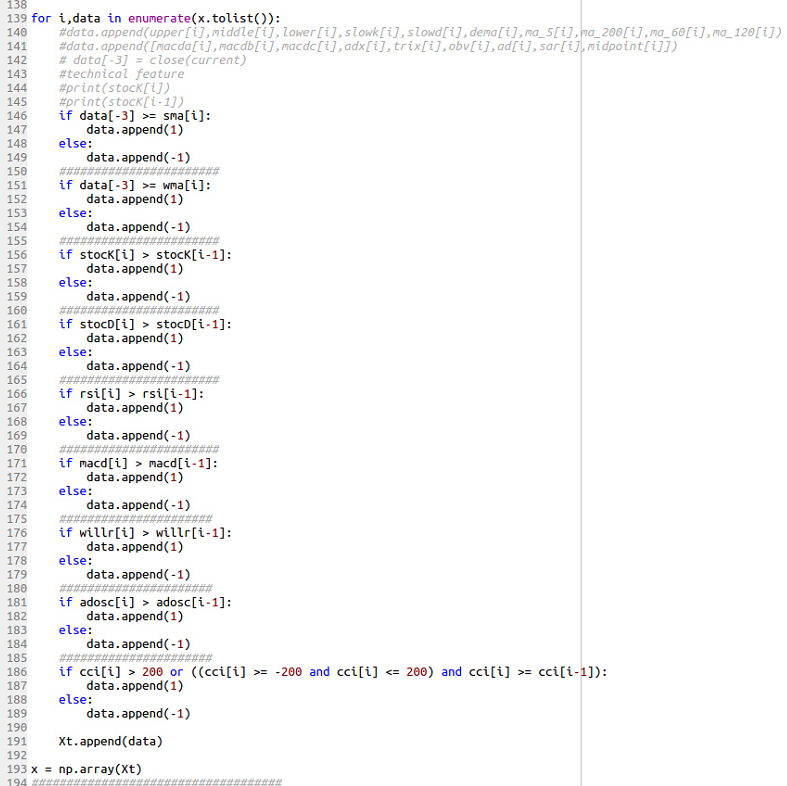 138
139 for i,data in enumerate(x.tolist()):
140     #data.append(upper[i],middle[i],lower[i],slowk[i],slowd[i],dema[i],ma_5[i],ma_200[i],ma_60[i],ma_120[i])
141     #data.append([macda[i],macdb[i],macdc[i],adx[i],trix[i],obv[i],ad[i],sar[i],midpoint[i]])
142     # data[-3] = close(current)
143     #technical feature
144     #print(stocK[i])
145     #print(stocK[i-1])
146     if data[-3] >= sma[i]:
147         data.append(1)
148     else:
149         data.append(-1)
150     #######################
151     if data[-3] >= wma[i]:
152         data.append(1)
153     else:
154         data.append(-1)
155     #######################
156     if stocK[i] > stocK[i-1]:
157         data.append(1)
158     else:
159         data.append(-1)
160     #######################
161     if stocD[i] > stocD[i-1]:
162         data.append(1)
163     else:
164         data.append(-1)
165     #######################
166     if rsi[i] > rsi[i-1]:
167         data.append(1)
168     else:
169         data.append(-1)
170     #######################
171     if macd[i] > macd[i-1]:
172         data.append(1)
173     else:
174         data.append(-1)
175     ######################
176     if willr[i] > willr[i-1]:
177         data.append(1)
178     else:
179         data.append(-1)
180     ######################
181     if adosc[i] > adosc[i-1]:
182         data.append(1)
183     else:
184         data.append(-1)
185     ######################
186     if cci[i] > 200 or ((cci[i] >= -200 and cci[i] <= 200) and cci[i] >= cci[i-1]):
187         data.append(1)
188     else:
189         data.append(-1)
190
191     Xt.append(data)
192
193 x = np.array(Xt)
194 ####################################